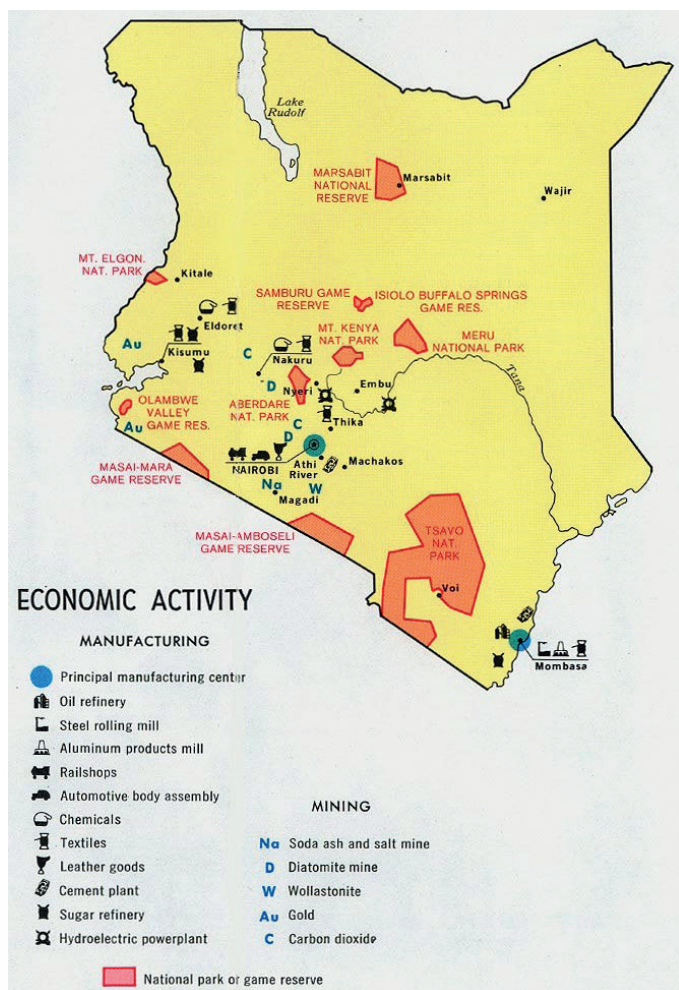 Lake
Rudolf
MARSABIT
NATIONAL
RESERVE
Marsabit
Wajir
MT. ELGON.
NAT. PARK
Kitale
SAMBURU GAME
RESERVE
ISIOLO BUFFALO SPRINGS
GAME RES.
Eldoret
MT. KENYA
NAT. PARK
MERU
NATIONAL PARK
Au
Kisumu
C
Nakuru
D
Nyeri
Embu
Tana
OLAMBWE
VALLEY
GAME RES.
Au
ABERDARE
NAT. PARK
C
Thika
D
NAIROBI
Athi
River
Machakos
MASAI-MARA
GAME RESERVE
Na
W
Magadi
MASAI-AMBOSELI
GAME RESERVE
TSAVO
NAT.
PARK
Voi
Mombasa
ECONOMIC ACTIVITY
MANUFACTURING
Principal manufacturing center
Oil refinery
Steel rolling mill
Aluminum products mill
Railshops
Automotive body assembly
Chemicals
Textiles
Leather goods
Cement plant
Sugar refinery
Hydroelectric powerplant
MINING
Na Soda ash and salt mine
D Diatomite mine
W Wollastonite
Au Gold
C Carbon dioxide
National park or game reserve